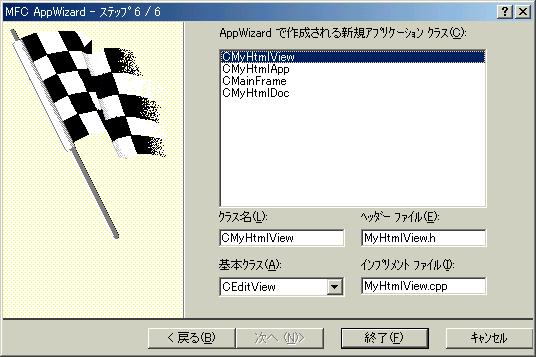 MFC AppWizard - ステップ 6 / 6
AppWizard で作成される新規アプリケーション クラス(C):
CMyHtmlView
CMyHtmlApp
CMainFrame
CMyHtmlDoc
クラス名(L):
ヘッダー ファイル(E):
CMyHtmlView
MyHtmlView.h
基本クラス(A):
インプリメント ファイル(I):
CEditView
MyHtmlView.cpp
< 戻る(B)
次へ (N)>
終了(F)
キャンセル